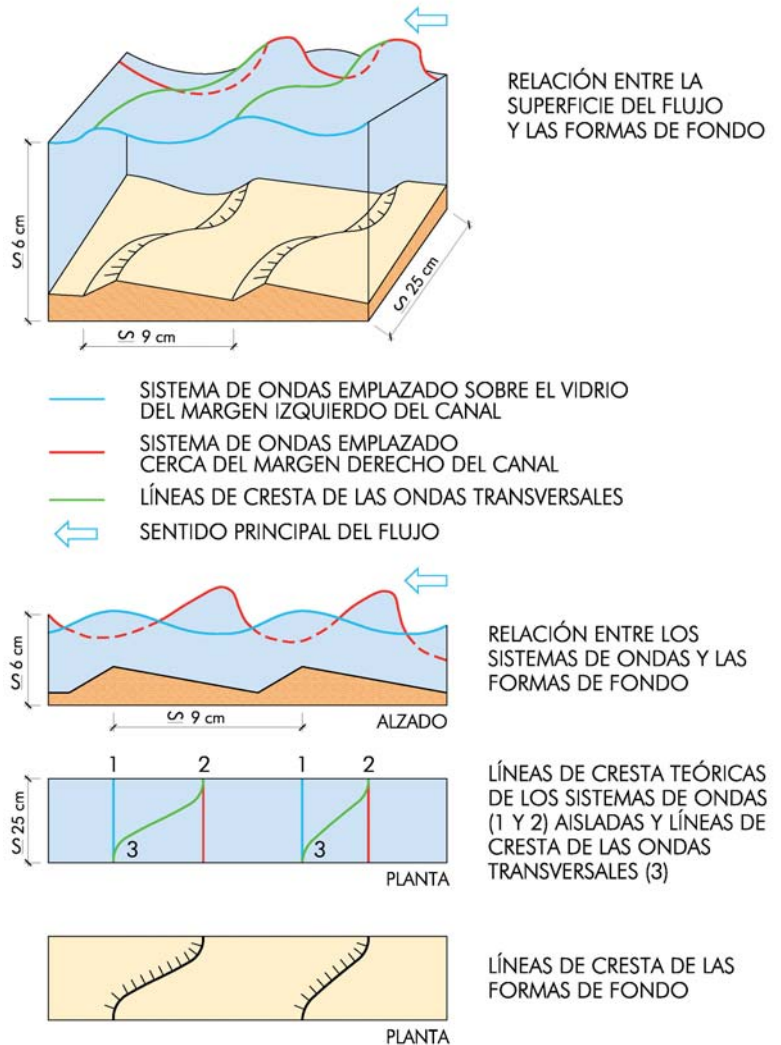 RELACIÓN ENTRE LA
SUPERFICIE DEL FLUJO
Y LAS FORMAS DE FONDO
≌ 6 cm
≌ 9 cm
≌ 25 cm
SISTEMA DE ONDAS EMPLAZADO SOBRE EL VIDRIO
DEL MARGEN IZQUIERDO DEL CANAL
SISTEMA DE ONDAS EMPLAZADO
CERCA DEL MARGEN DERECHO DEL CANAL
LÍNEAS DE CRESTA DE LAS ONDAS TRANSVERSALES
SENTIDO PRINCIPAL DEL FLUJO
≌ 6 cm
≌ 9 cm
ALZADO
RELACIÓN ENTRE LOS
SISTEMAS DE ONDAS Y LAS
FORMAS DE FONDO
1 2 1 2
≌ 25 cm
3 3
PLANTA
LÍNEAS DE CRESTA TEÓRICAS
DE LOS SISTEMAS DE ONDAS
(1 Y 2) AISLADAS Y LÍNEAS DE
CRESTA DE LAS ONDAS
TRANSVERSALES (3)
LÍNEAS DE CRESTA DE LAS
FORMAS DE FONDO
PLANTA